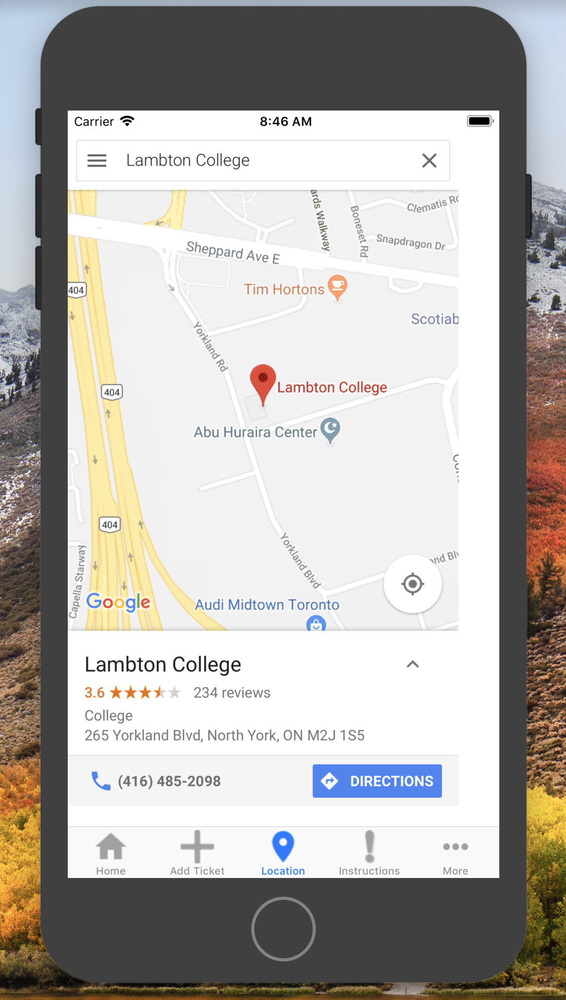 Carrier 8:46 AM
Lambton College
ards Walkway
Boneset Rd
Clematis Rd
Snapdragon Dr
Sheppard Ave E
404
Tim Hortons
Scotiab
Yorkland Rd
404
Lambton College
Abu Huraira Center
404
Capella Starway
Yorkland Blvd
and Blv
Google
Audi Midtown Toronto
Lambton College
3.6 234 reviews
College
265 Yorkland Blvd, North York, ON M2J 1S5
(416) 485-2098 DIRECTIONS
Home Add Ticket Location Instructions More